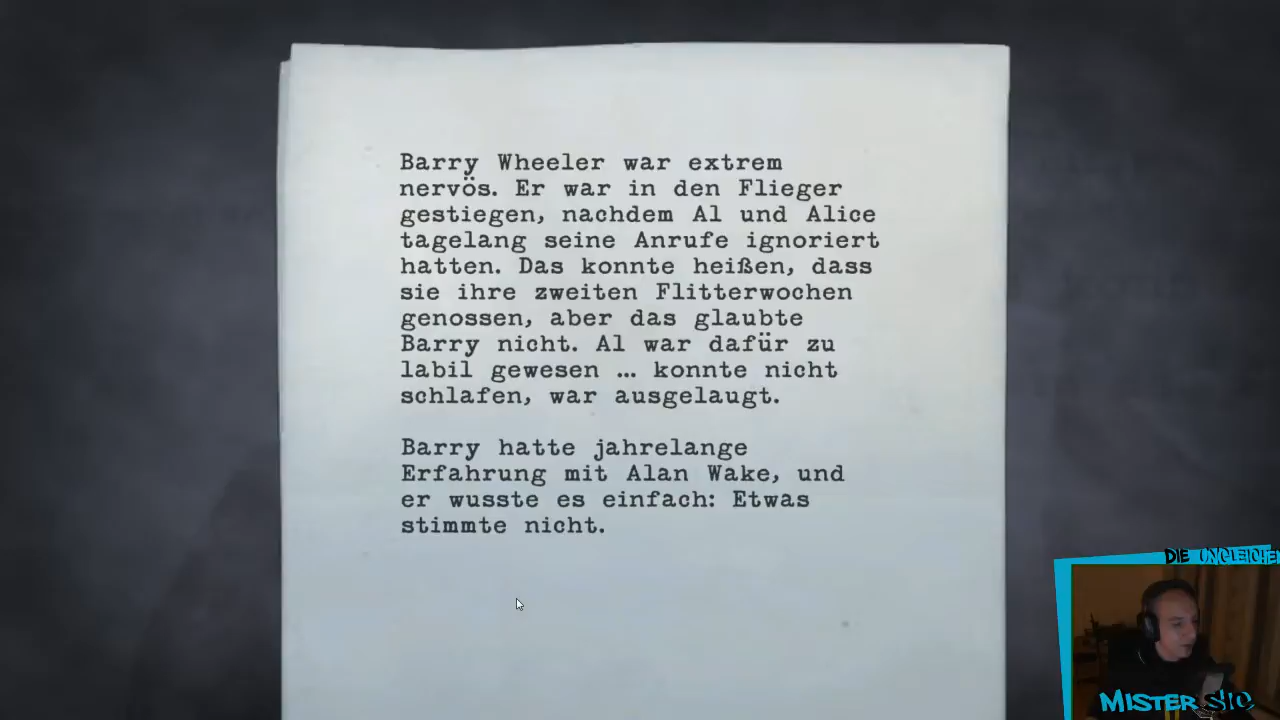 Barry Wheeler war extrem
nervös. Er war in den Flieger
gestiegen, nachdem Al und Alice
tagelang seine Anrufe ignoriert
hatten. Das konnte heißen, dass
sie ihre zweiten Flitterwochen
genossen, aber das glaubte
Barry nicht. Al war dafür zu
labil gewesen … konnte nicht
schlafen, war ausgelaugt.
Barry hatte jahrelange
Erfahrung mit Alan Wake, und
er wusste es einfach: Etwas
stimmte nicht.
DIE UNGLEICHEN
MISTER